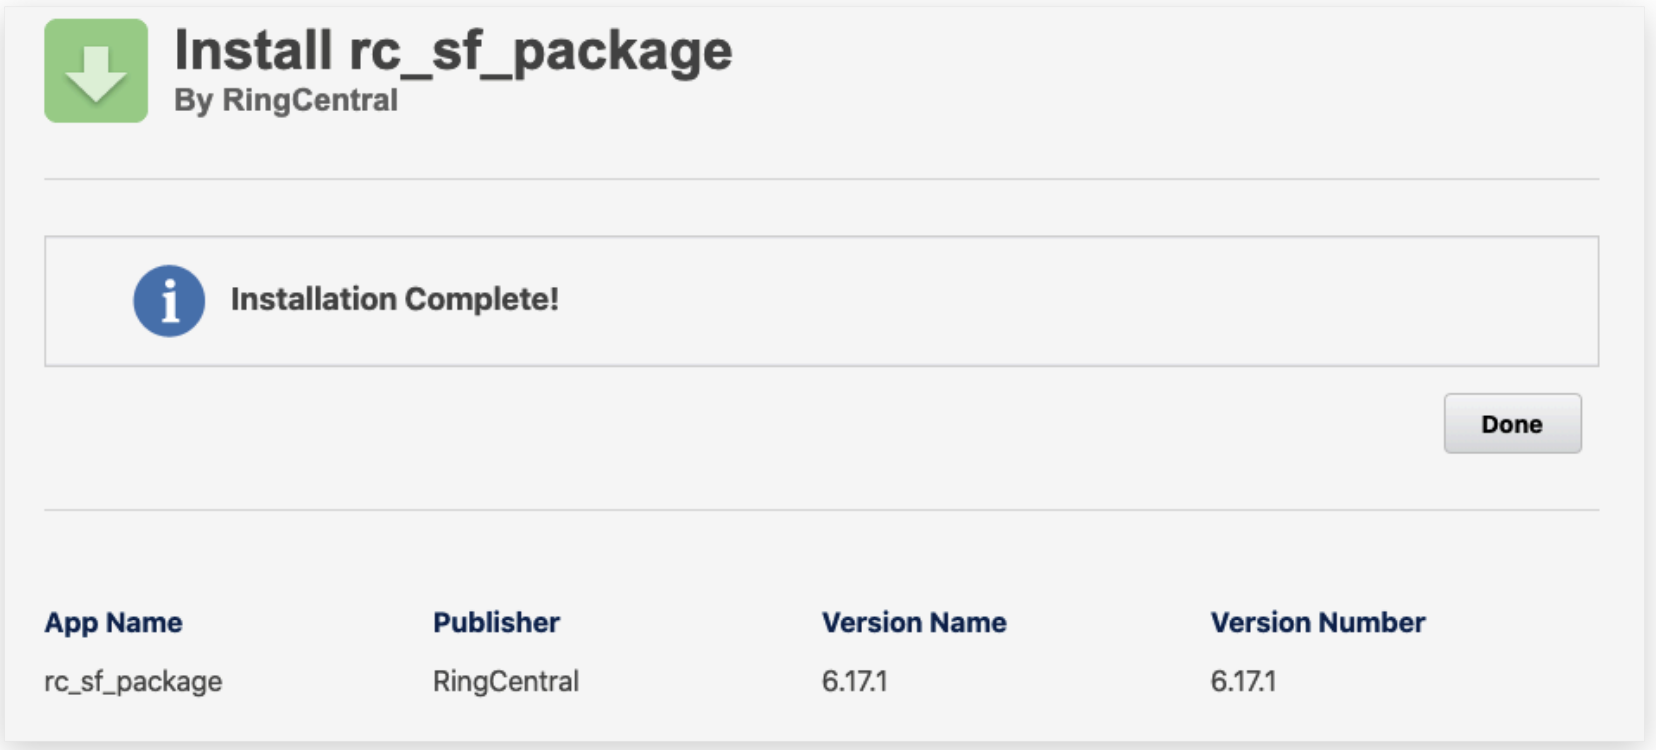 Install rc_sf_package
By RingCentral
Installation Complete!
Done
App Name Publisher Version Name Version Number
rc_sf_package RingCentral 6.17.1 6.17.1